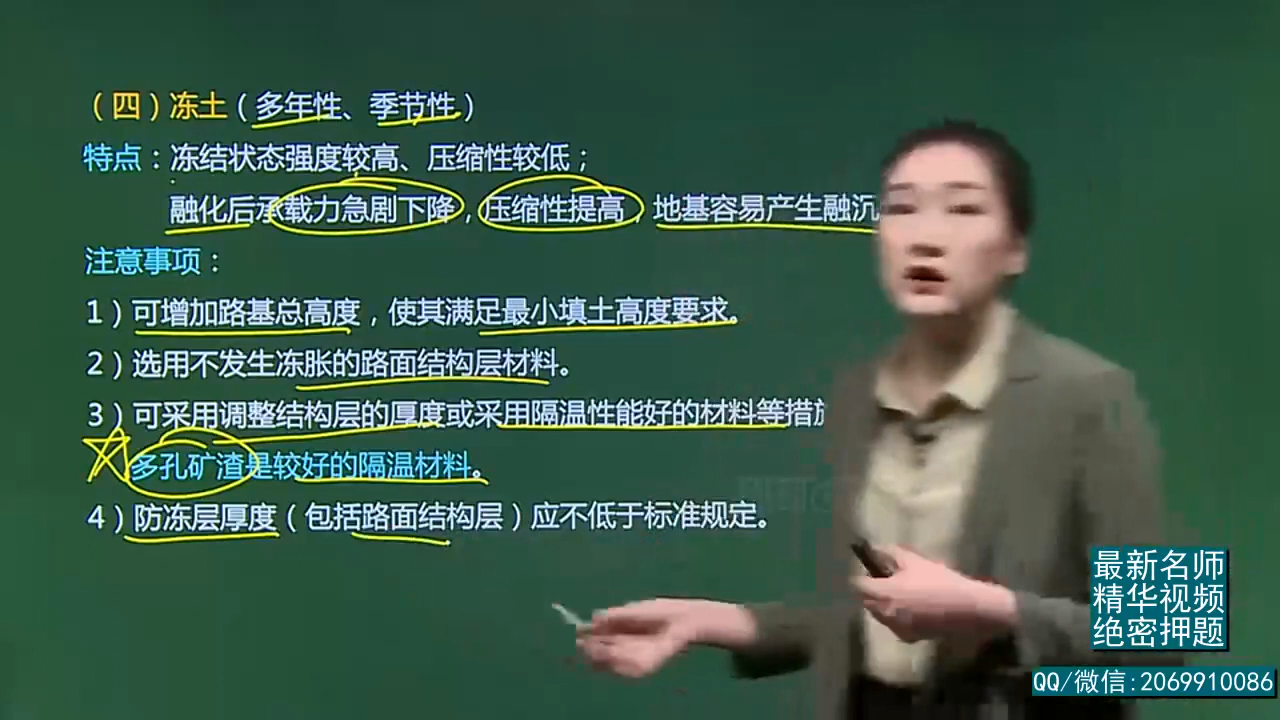 （四）冻土（多年性、季节性）
特点：冻结状态强度较高、压缩性较低；
融化后承载力急剧下降，压缩性提高，地基容易产生融沉
注意事项：
1）可增加路基总高度，使其满足最小填土高度要求。
2）选用不发生冻胀的路面结构层材料。
3）可采用调整结构层的厚度或采用隔温性能好的材料等措施
多孔矿渣是较好的隔温材料。
4）防冻层厚度（包括路面结构层）应不低于标准规定。
最新名师
精华视频
绝密押题
QQ/微信:2069910086